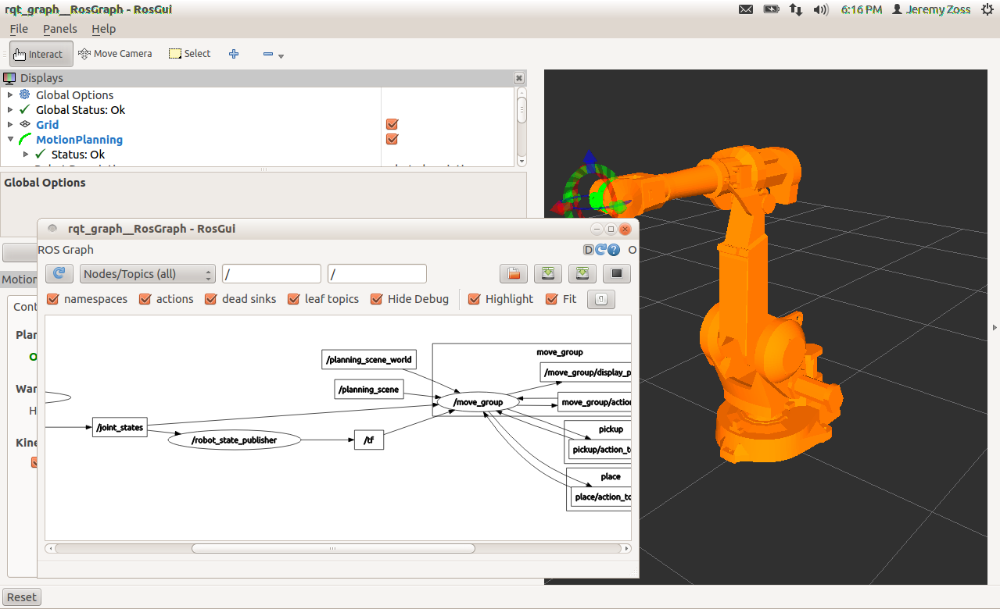 rqt_graph__RosGraph - RosGui
6:16 PM Jeremy Zoss
File Panels Help
Interact Move Camera Select
Displays
Global Options
Global Status: Ok
Grid
MotionPlanning
Status: Ok
Global Options
rqt_graph__RosGraph - RosGui
ROS Graph
D ? O
Nodes/Topics (all) / /
namespaces actions dead sinks leaf topics Hide Debug Highlight Fit
Motion
Cont
Plan
O
War
H
Kine
move_group
/planning_scene_world
/move_group/display_p
/planning_scene
/move_group
move_group/action
/joint_states
pickup
/robot_state_publisher
/tf
pickup/action_to
place
place/action_to
Reset